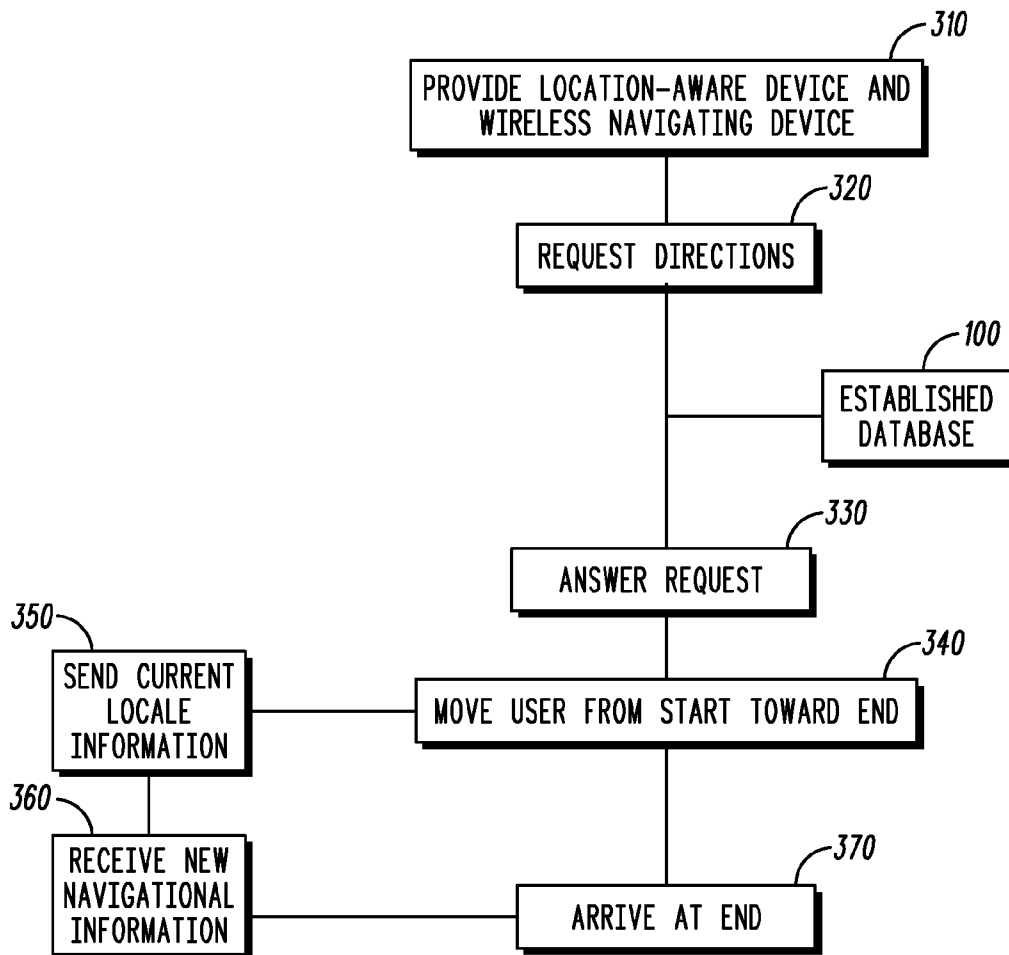 310
PROVIDE LOCATION-AWARE DEVICE AND
WIRELESS NAVIGATING DEVICE
320
REQUEST DIRECTIONS
100
ESTABLISHED
DATABASE
330
ANSWER REQUEST
350
SEND CURRENT
LOCALE
INFORMATION
340
MOVE USER FROM START TOWARD END
360
RECEIVE NEW
NAVIGATIONAL
INFORMATION
370
ARRIVE AT END